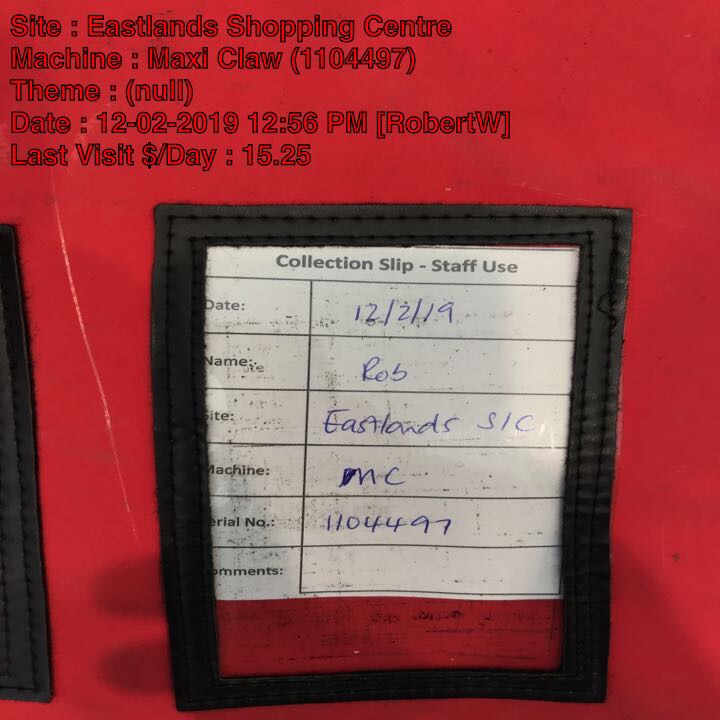 Site : Eastlands Shopping Centre
Machine : Maxi Claw (1104497)
Theme : (null)
Date : 12-02-2019 12:56 PM [RobertW]
Last Visit $/Day : 15.25
Collection Slip - Staff Use
Date: 12/2/19
Name: Rob
Site: Eastlands S/C
Machine: MC
erial No.: 1104497
omments: